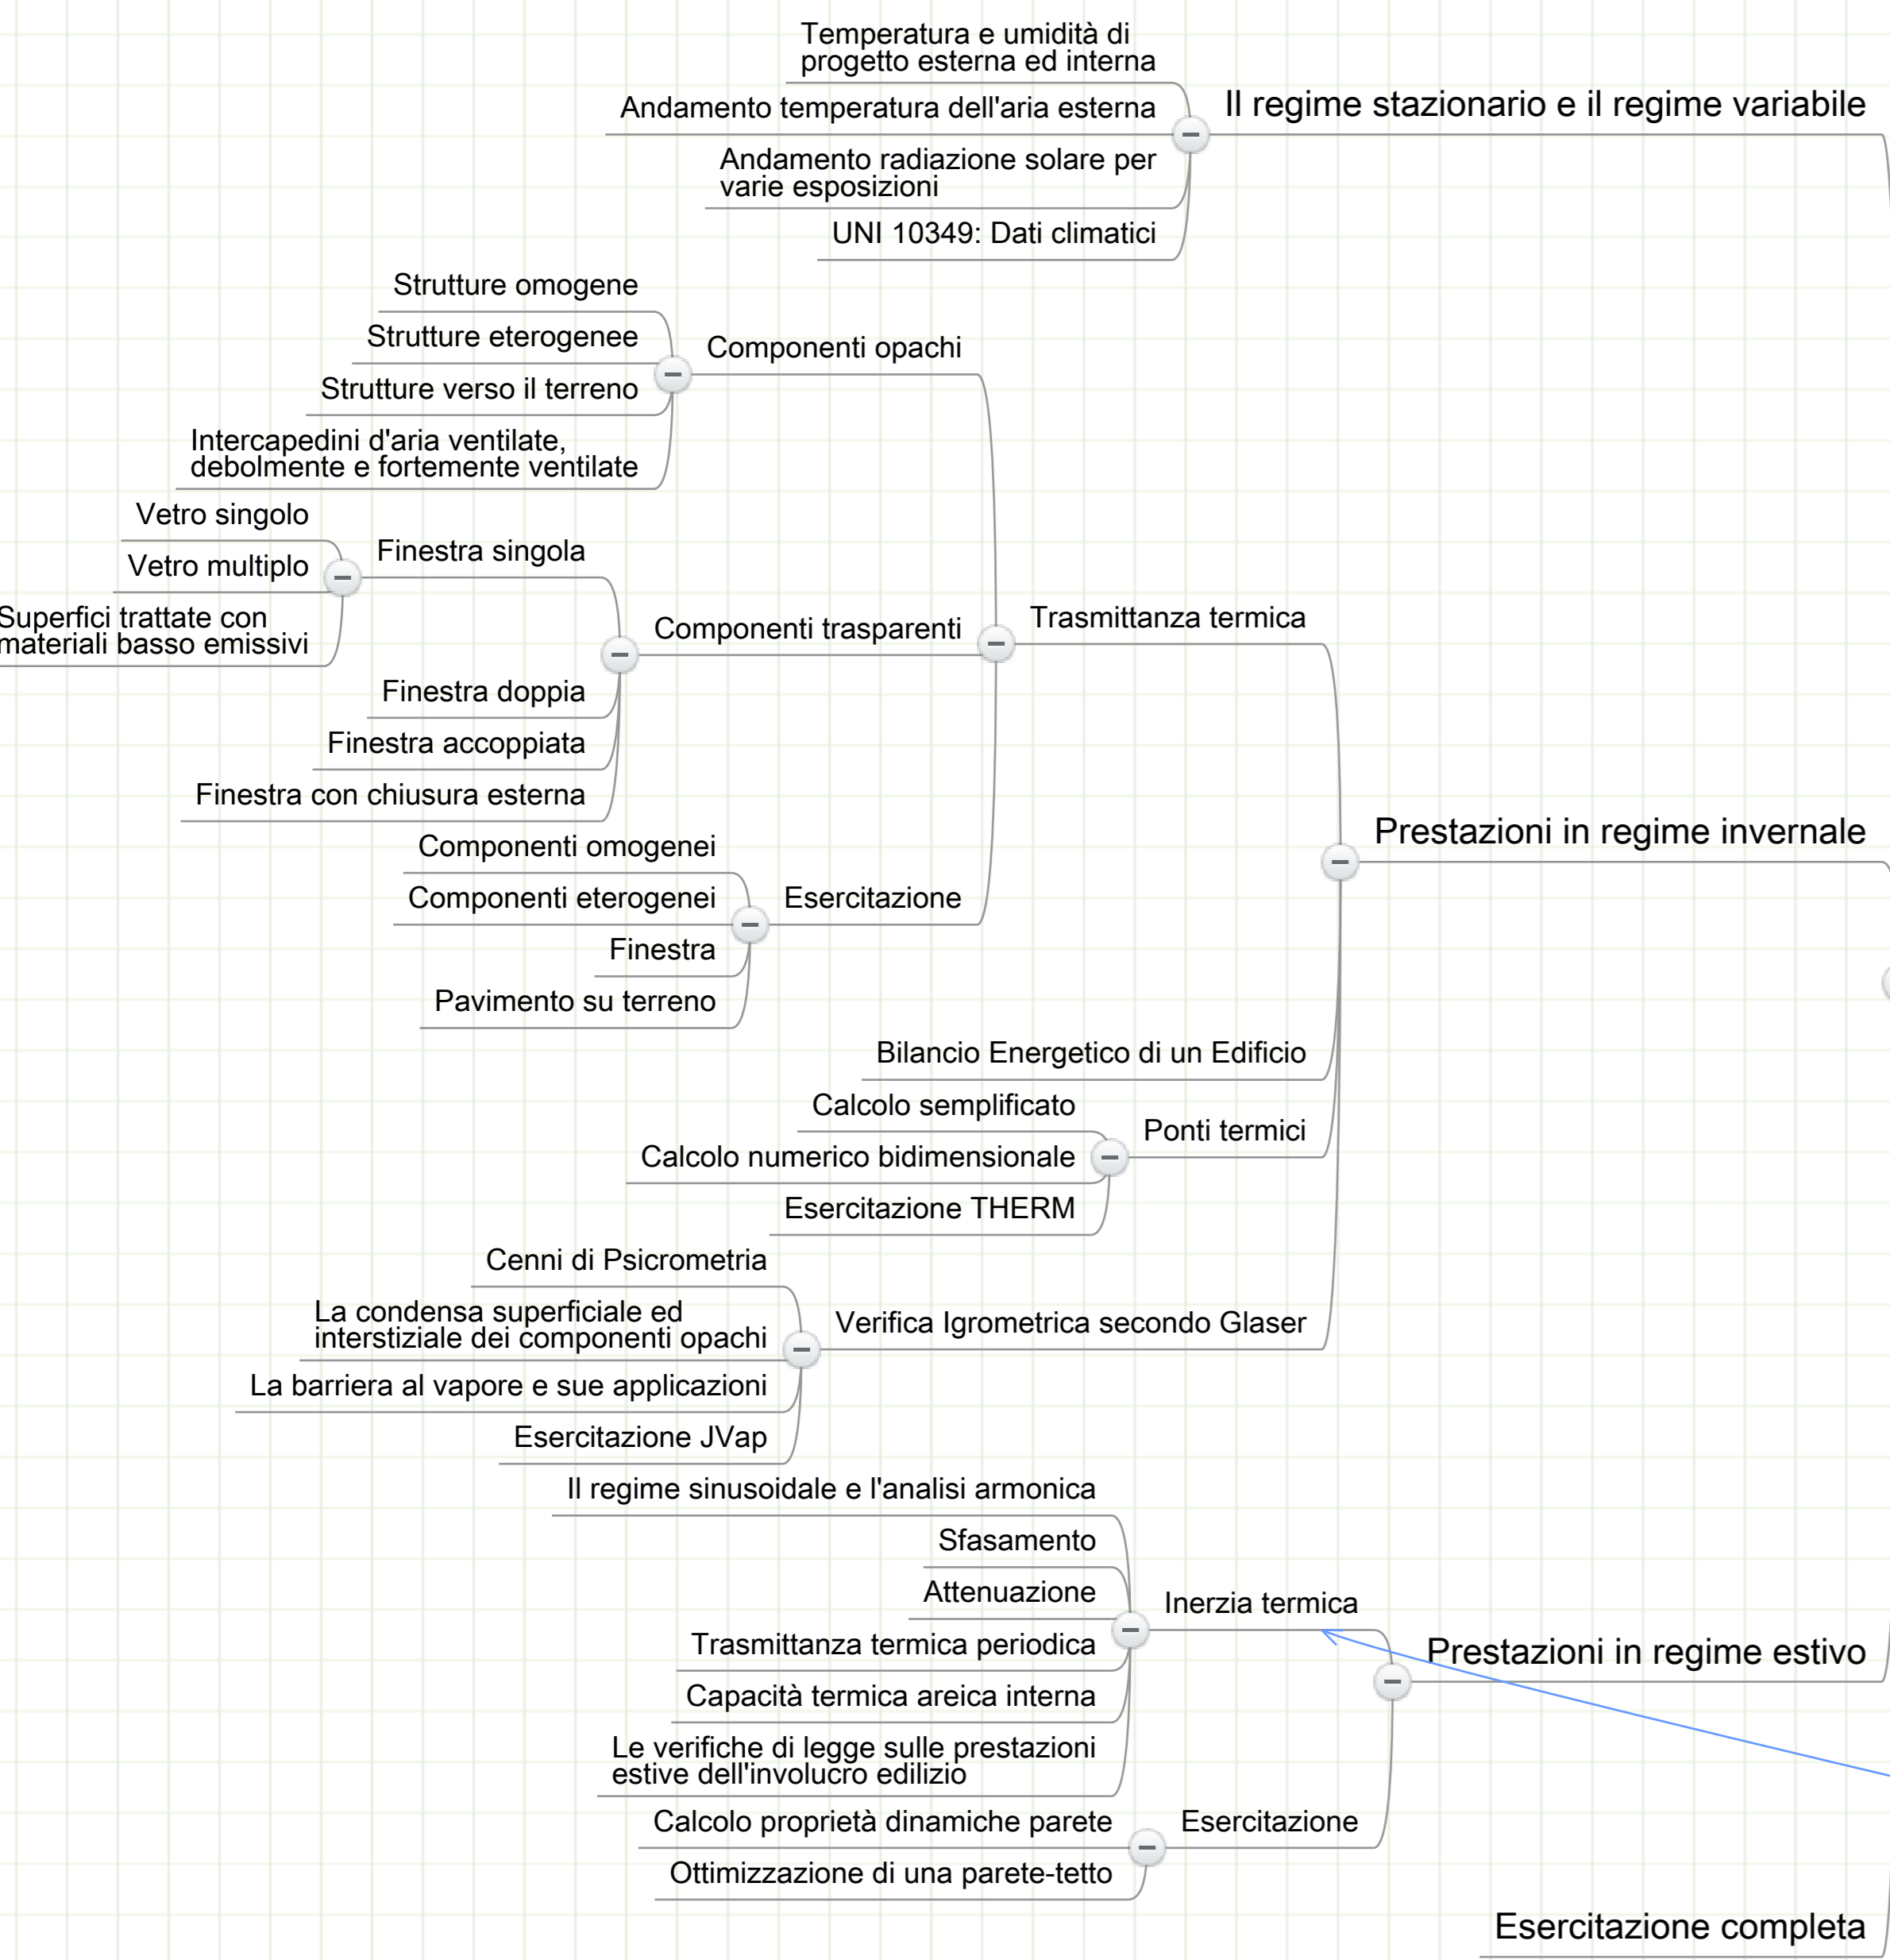 Temperatura e umidità di
progetto esterna ed interna
Andamento temperatura dell'aria esterna
Il regime stazionario e il regime variabile
Andamento radiazione solare per
varie esposizioni
UNI 10349: Dati climatici
Strutture omogene
Strutture eterogenee
Componenti opachi
Strutture verso il terreno
Intercapedini d'aria ventilate,
debolmente e fortemente ventilate
Vetro singolo
Finestra singola
Vetro multiplo
Superfici trattate con
materiali basso emissivi
Componenti trasparenti
Trasmittanza termica
Finestra doppia
Finestra accoppiata
Finestra con chiusura esterna
Prestazioni in regime invernale
Componenti omogenei
Componenti eterogenei
Esercitazione
Finestra
Pavimento su terreno
Bilancio Energetico di un Edificio
Calcolo semplificato
Ponti termici
Calcolo numerico bidimensionale
Esercitazione THERM
Cenni di Psicrometria
La condensa superficiale ed
interstiziale dei componenti opachi
Verifica Igrometrica secondo Glaser
La barriera al vapore e sue applicazioni
Esercitazione JVap
Il regime sinusoidale e l'analisi armonica
Sfasamento
Attenuazione
Inerzia termica
Trasmittanza termica periodica
Prestazioni in regime estivo
Capacità termica areica interna
Le verifiche di legge sulle prestazioni
estive dell'involucro edilizio
Calcolo proprietà dinamiche parete
Esercitazione
Ottimizzazione di una parete-tetto
Esercitazione completa